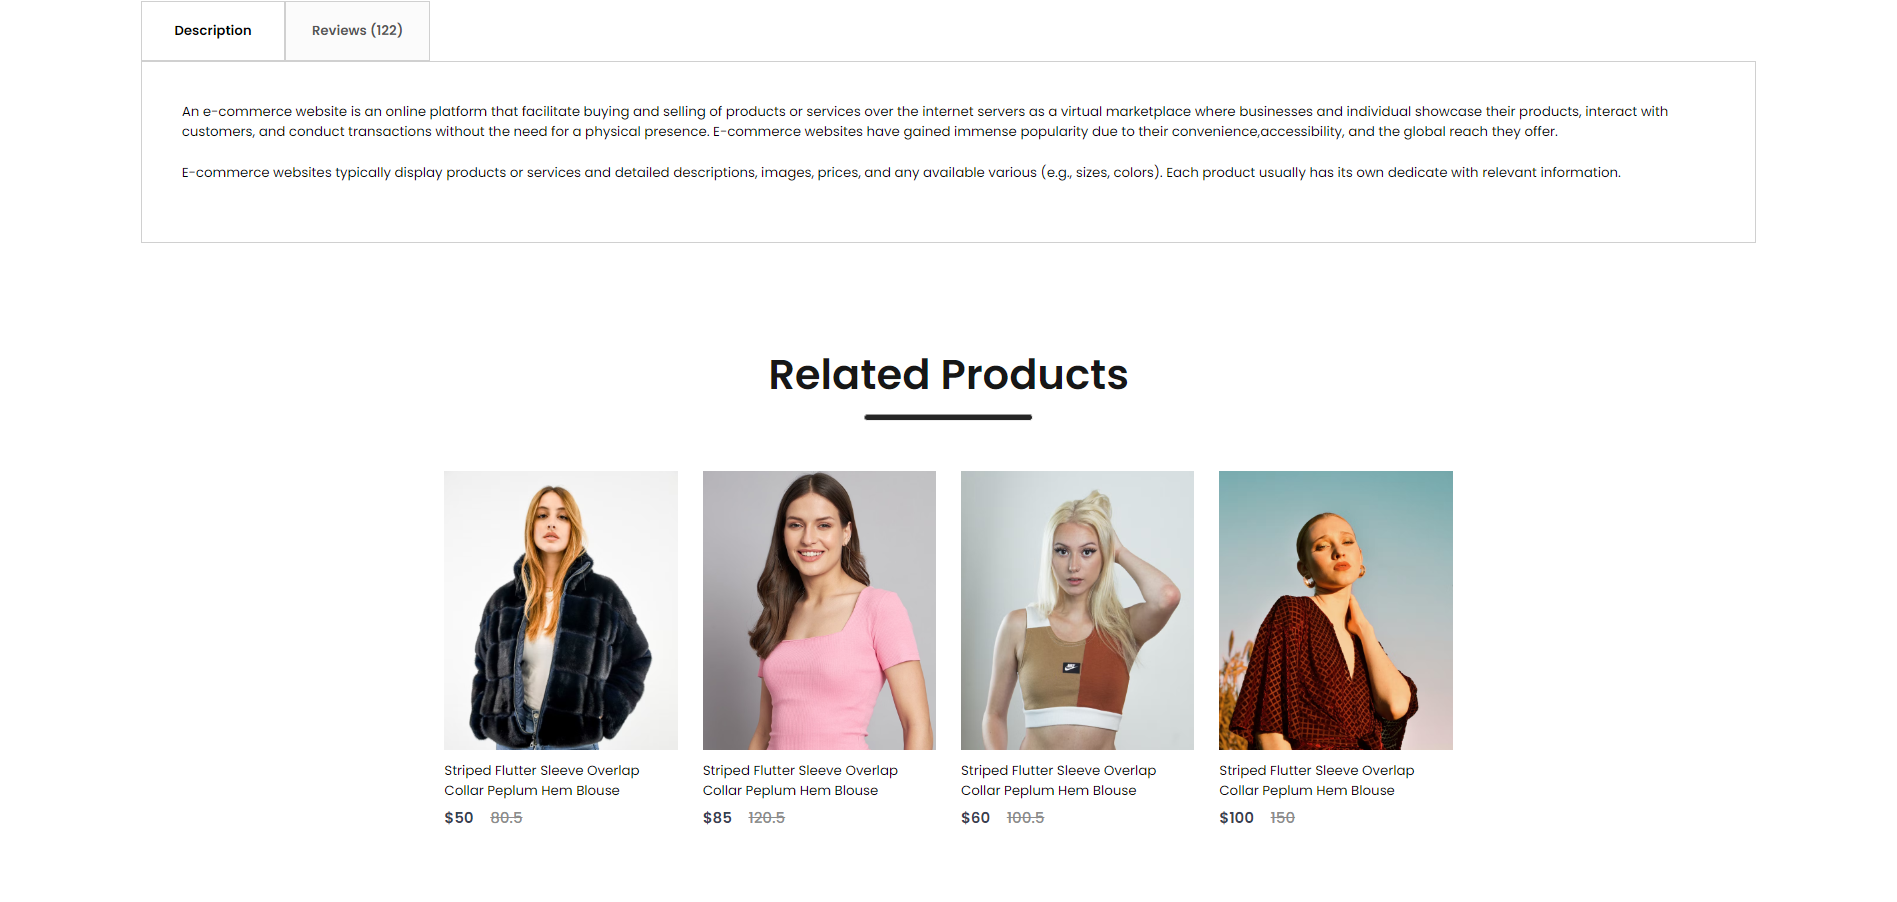 Description
Reviews (122)
An e-commerce website is an online platform that facilitate buying and selling of products or services over the internet servers as a virtual marketplace where businesses and individual showcase their products, interact with
customers, and conduct transactions without the need for a physical presence. E-commerce websites have gained immense popularity due to their convenience,accessibility, and the global reach they offer.
E-commerce websites typically display products or services and detailed descriptions, images, prices, and any available various (e.g., sizes, colors). Each product usually has its own dedicate with relevant information.
Related Products
Striped Flutter Sleeve Overlap
Collar Peplum Hem Blouse
$50 80.5
Striped Flutter Sleeve Overlap
Collar Peplum Hem Blouse
$85 120.5
Striped Flutter Sleeve Overlap
Collar Peplum Hem Blouse
$60 100.5
Striped Flutter Sleeve Overlap
Collar Peplum Hem Blouse
$100 150